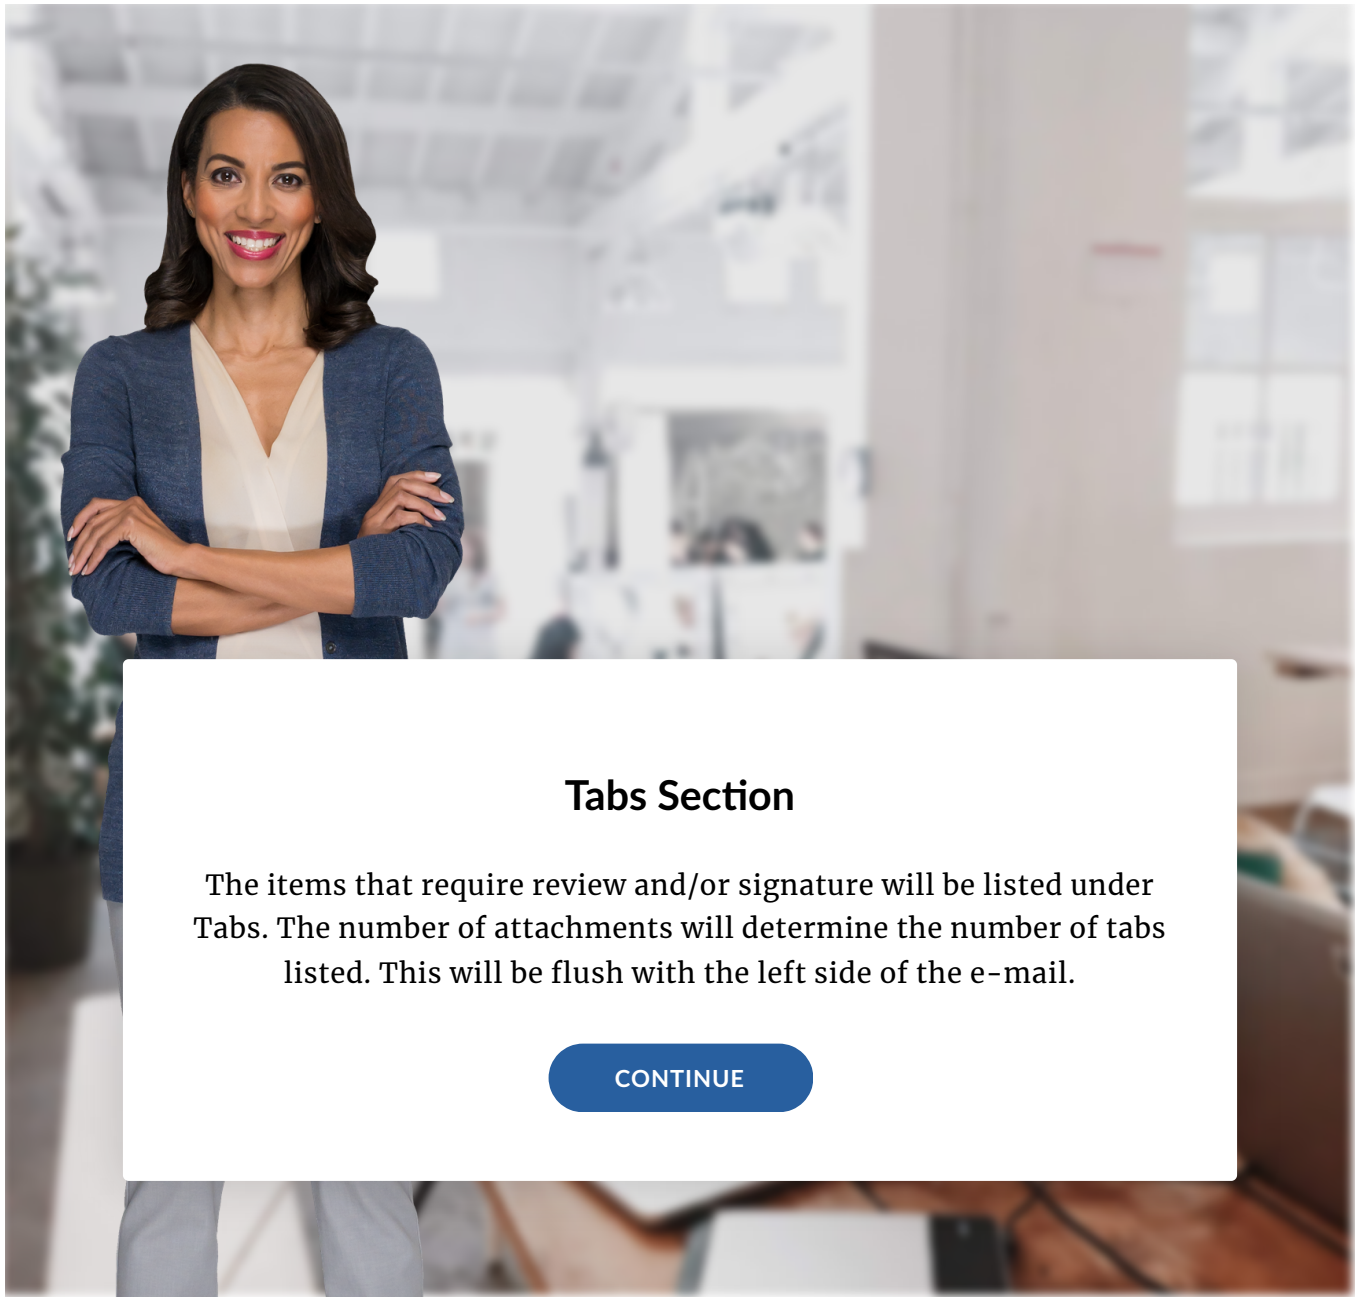 Tabs Section
The items that require review and/or signature will be listed under
Tabs. The number of attachments will determine the number of tabs
listed. This will be flush with the left side of the e-mail.
CONTINUE